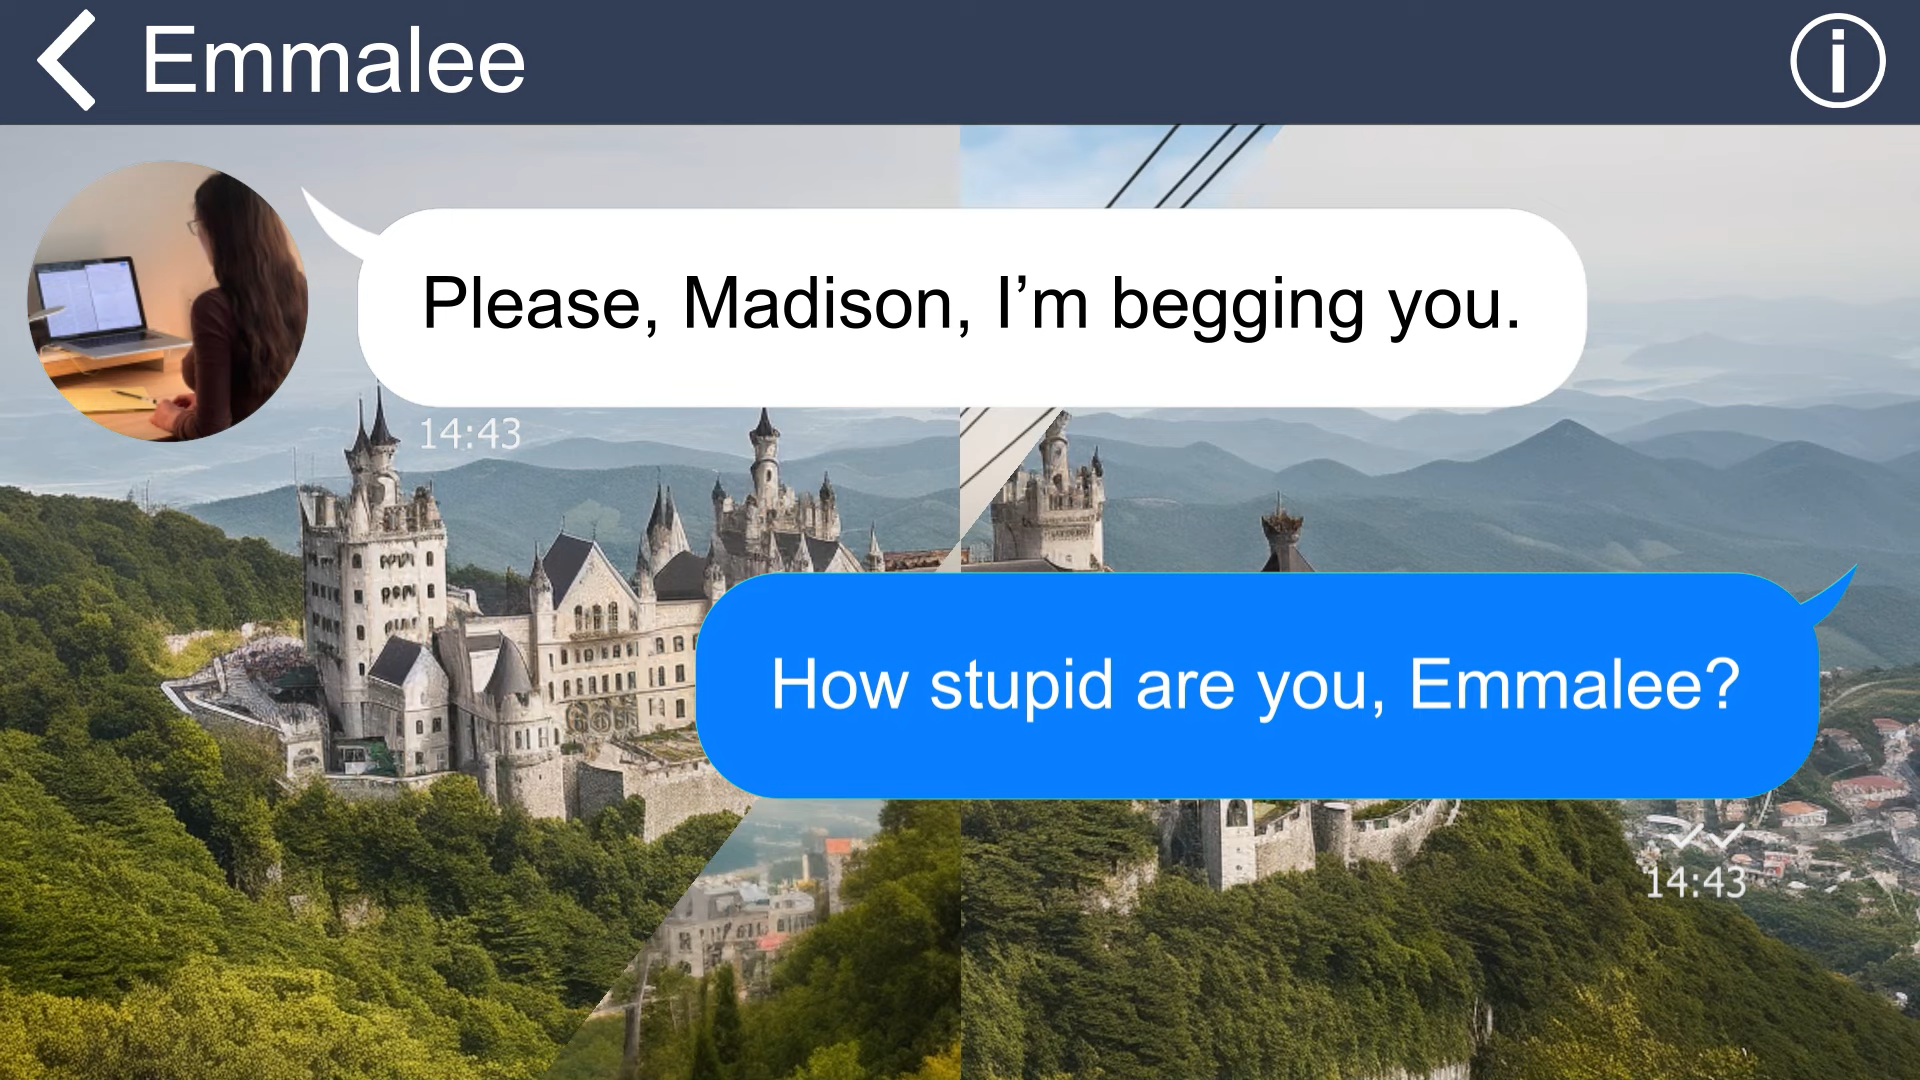 Emmalee
Please, Madison, I’m begging you.
14:43
How stupid are you, Emmalee?
14:43